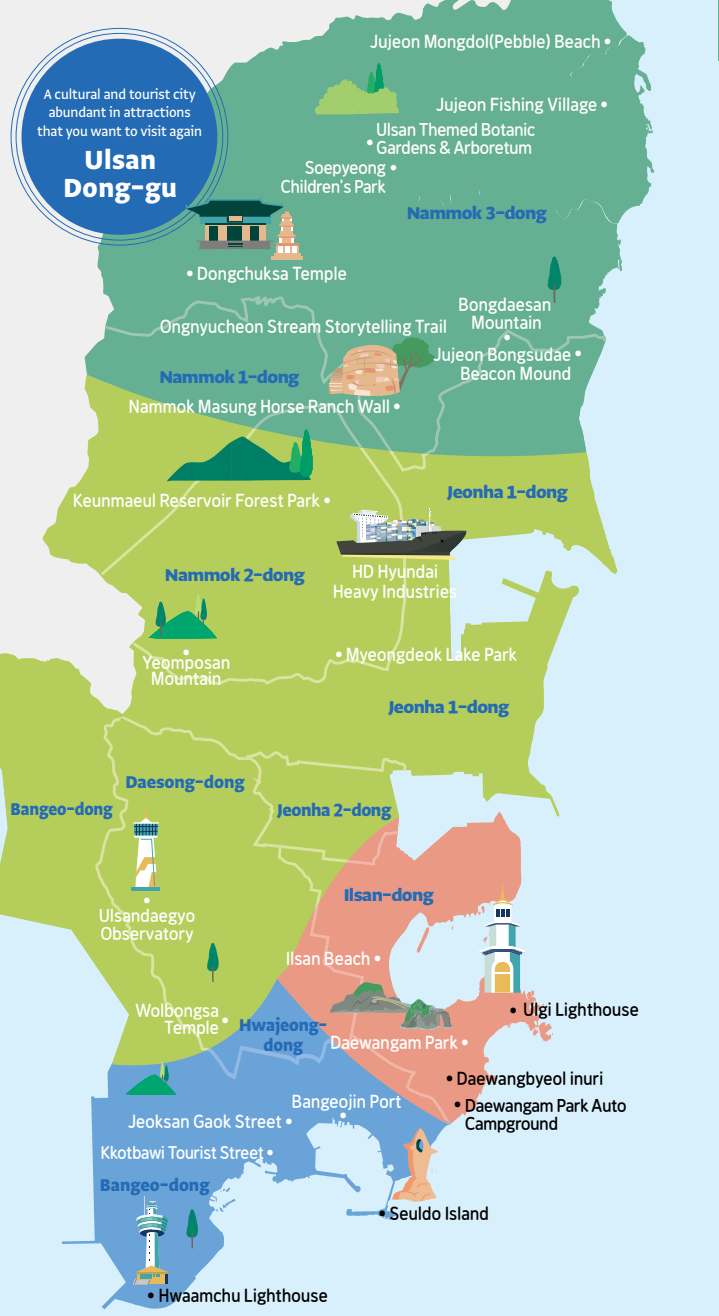 Jujeon Mongdol(Pebble) Beach
A cultural and tourist city
abundant in attractions
that you want to visit again
Ulsan
Dong-gu
Jujeon Fishing Village
Ulsan Themed Botanic
Gardens & Arboretum
Soepyeong
Children's Park
Nammok 3-dong
Dongchuksa Temple
Bongdaesan
Mountain
Ongnyucheon Stream Storytelling Trail
Jujeon Bongsudae
Beacon Mound
Nammok 1-dong
Nammok Masung Horse Ranch Wall
Jeonha 1-dong
Keunmaeul Reservoir Forest Park
HD Hyundai
Heavy Industries
Nammok 2-dong
Myeongdeok Lake Park
Yeomposan
Mountain
Jeonha 1-dong
Daesong-dong
Bangeo-dong
Jeonha 2-dong
Ilsan-dong
Ulsandaegyo
Observatory
Ilsan Beach
Wolbongsa
Temple
Ulgi Lighthouse
Hwajeong-
dong
Daewangam Park
Daewangbyeol inuri
Daewangam Park Auto
Campground
Bangeojin Port
Jeoksan Gaok Street
Kkotbawi Tourist Street
Bangeo-dong
Seuldo Island
Hwaamchu Lighthouse